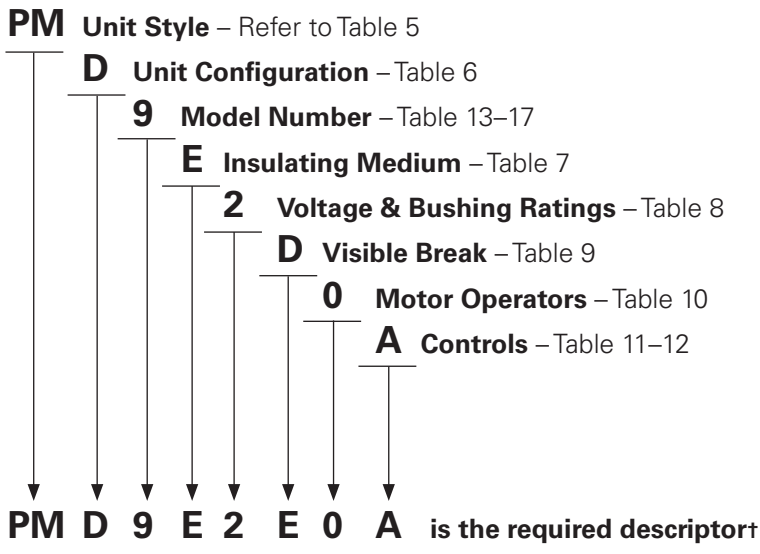 PM Unit Style – Refer to Table 5
D Unit Configuration – Table 6
9 Model Number – Table 13–17
E Insulating Medium – Table 7
2 Voltage & Bushing Ratings – Table 8
D Visible Break – Table 9
0 Motor Operators – Table 10
A Controls – Table 11–12
PM D 9 E 2 E 0 A is the required descriptor†